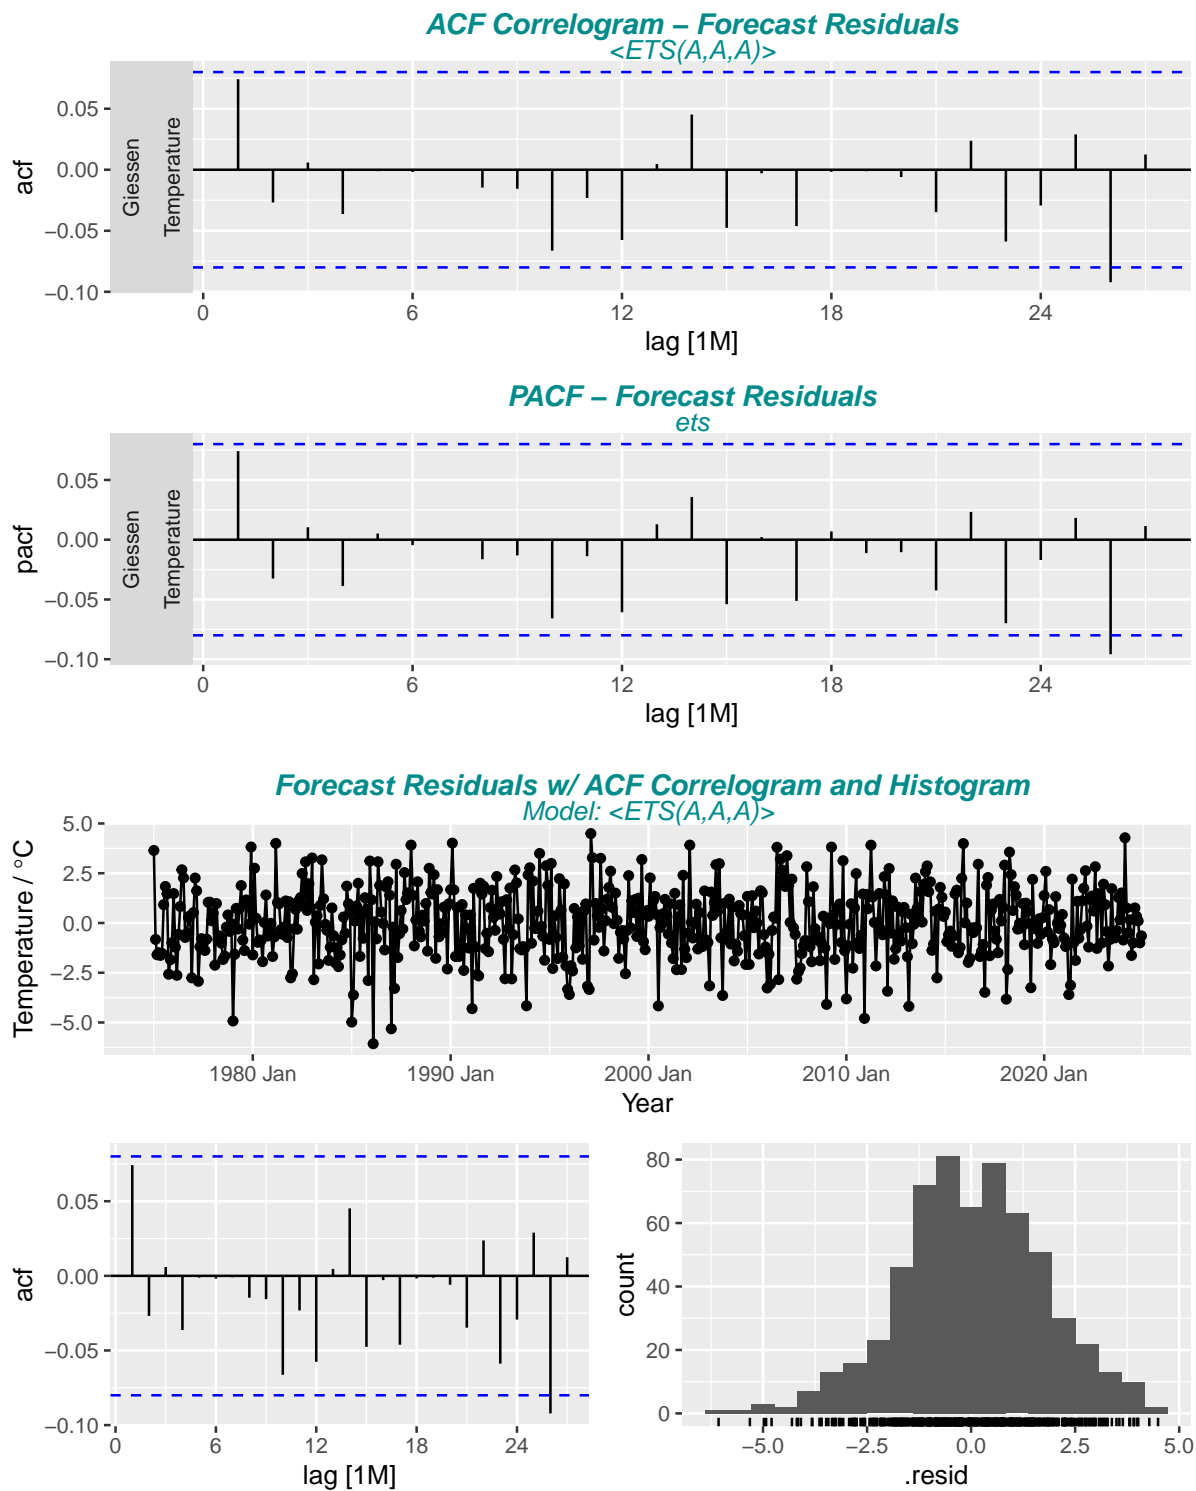 ACF Correlogram – Forecast Residuals
<ETS(A,A,A)>
acf
Giessen
Temperature
0.05
0.00
−0.05
−0.10
0 6 12 18 24
lag [1M]
PACF – Forecast Residuals
ets
pacf
Giessen
Temperature
0.05
0.00
−0.05
−0.10
0 6 12 18 24
lag [1M]
Forecast Residuals w/ ACF Correlogram and Histogram
Model: <ETS(A,A,A)>
Temperature / °C
5.0
2.5
0.0
−2.5
−5.0
1980 Jan 1990 Jan 2000 Jan 2010 Jan 2020 Jan
Year
acf
0.05
0.00
−0.05
−0.10
0 6 12 18 24
lag [1M]
count
80
60
40
20
0
−5.0 −2.5 0.0 2.5 5.0
.resid